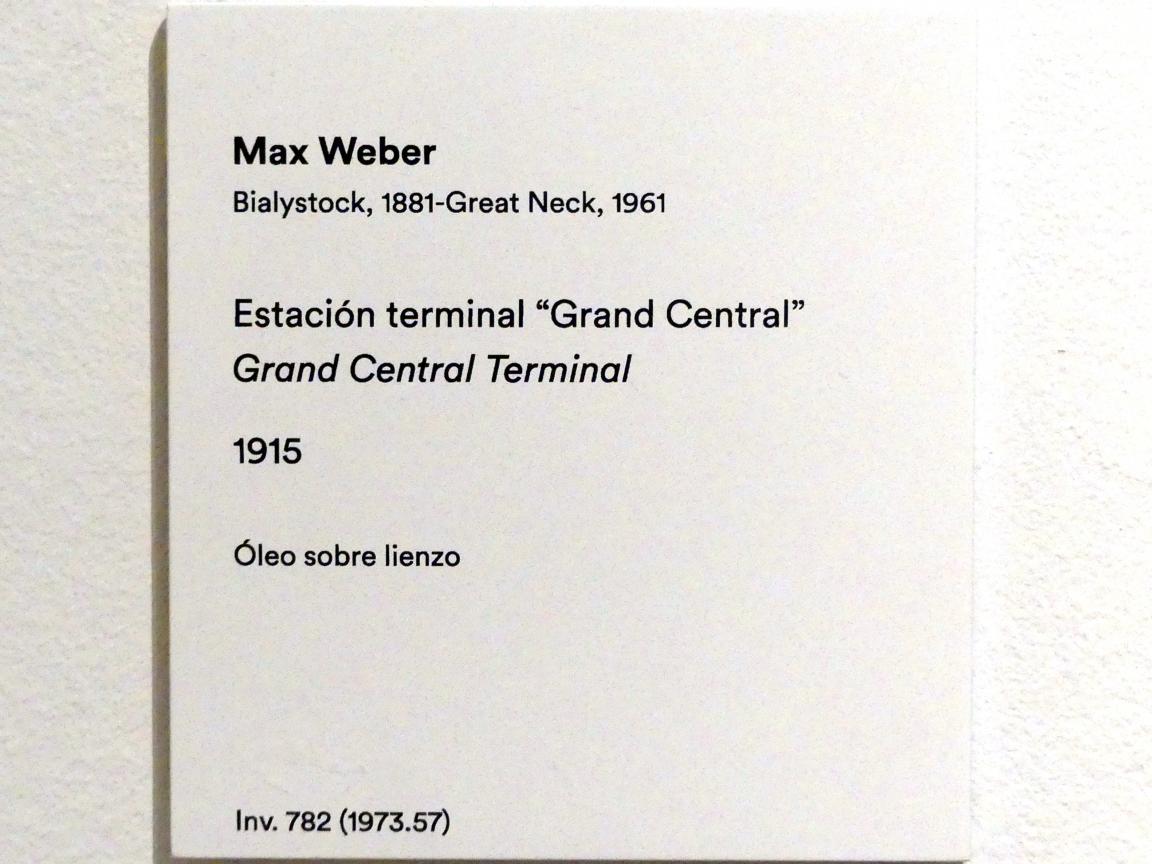 Max Weber
Bialystock, 1881-Great Neck, 1961
Estación terminal “Grand Central”
Grand Central Terminal
1915
Óleo sobre lienzo
Inv. 782 (1973.57)